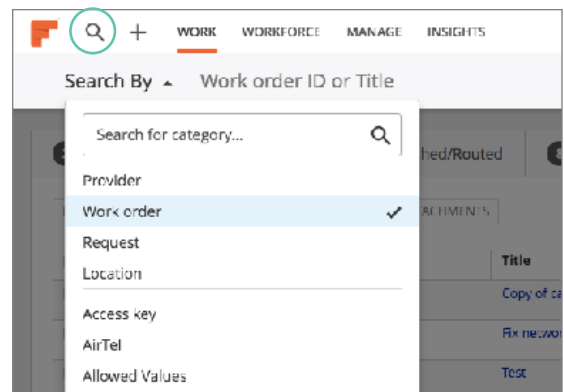 WORK WORKFORCE MANAGE INSIGHTS
Search By Work order ID or Title
Search for category...
hed/Routed
Provider
Work order
ACHMENTS
Request
Location
Title
Access key
Copy of ca
AirTel
Fix networ
Allowed Values
Test